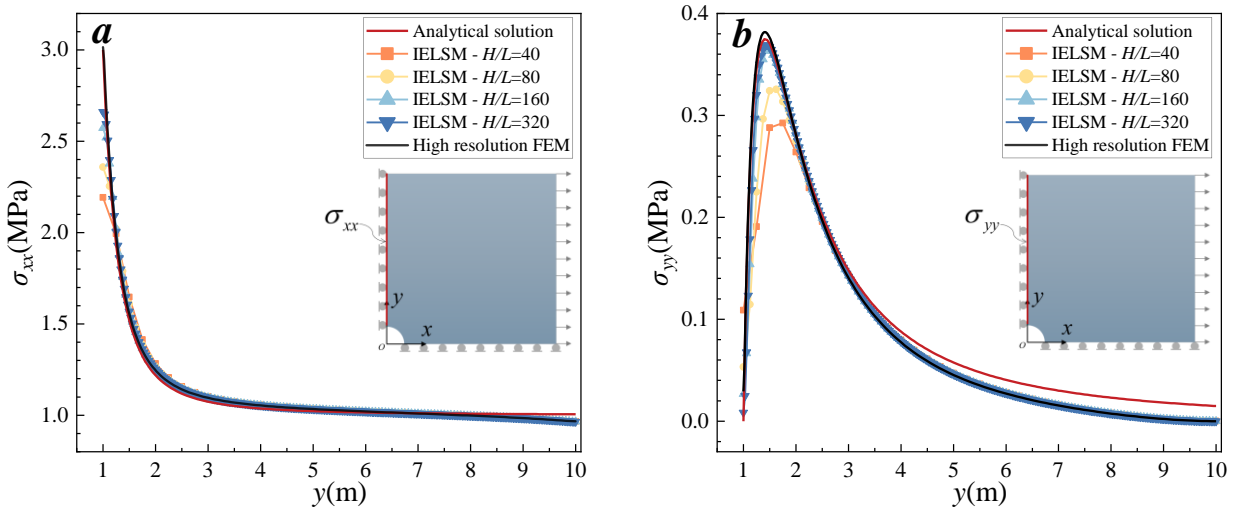 a
Analytical solution
IELSM - H/L=40
IELSM - H/L=80
IELSM - H/L=160
IELSM - H/L=320
High resolution FEM
3.0
2.5
2.0
1.5
1.0
σxx(MPa)
σxx
y
x
o
1 2 3 4 5 6 7 8 9 10
y(m)
b
Analytical solution
IELSM - H/L=40
IELSM - H/L=80
IELSM - H/L=160
IELSM - H/L=320
High resolution FEM
0.4
0.3
0.2
0.1
0.0
σyy(MPa)
σyy
y
x
o
1 2 3 4 5 6 7 8 9 10
y(m)